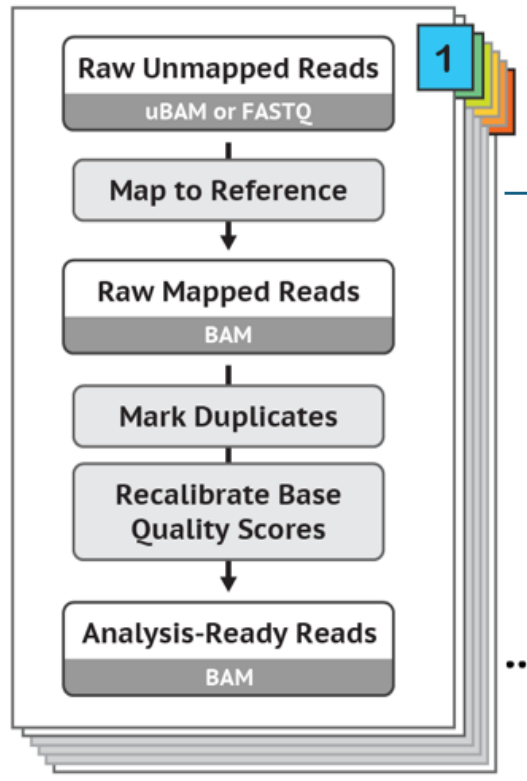 1
Raw Unmapped Reads
uBAM or FASTQ
Map to Reference
Raw Mapped Reads
BAM
Mark Duplicates
Recalibrate Base
Quality Scores
Analysis-Ready Reads
BAM
..